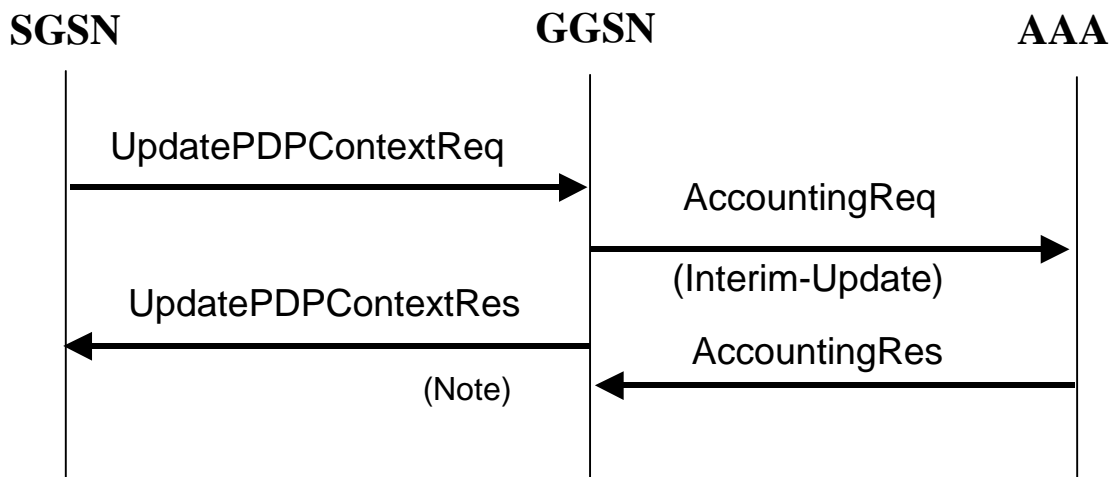 SGSN
GGSN
AAA
UpdatePDPContextReq
AccountingReq
(Interim-Update)
UpdatePDPContextRes
AccountingRes
(Note)